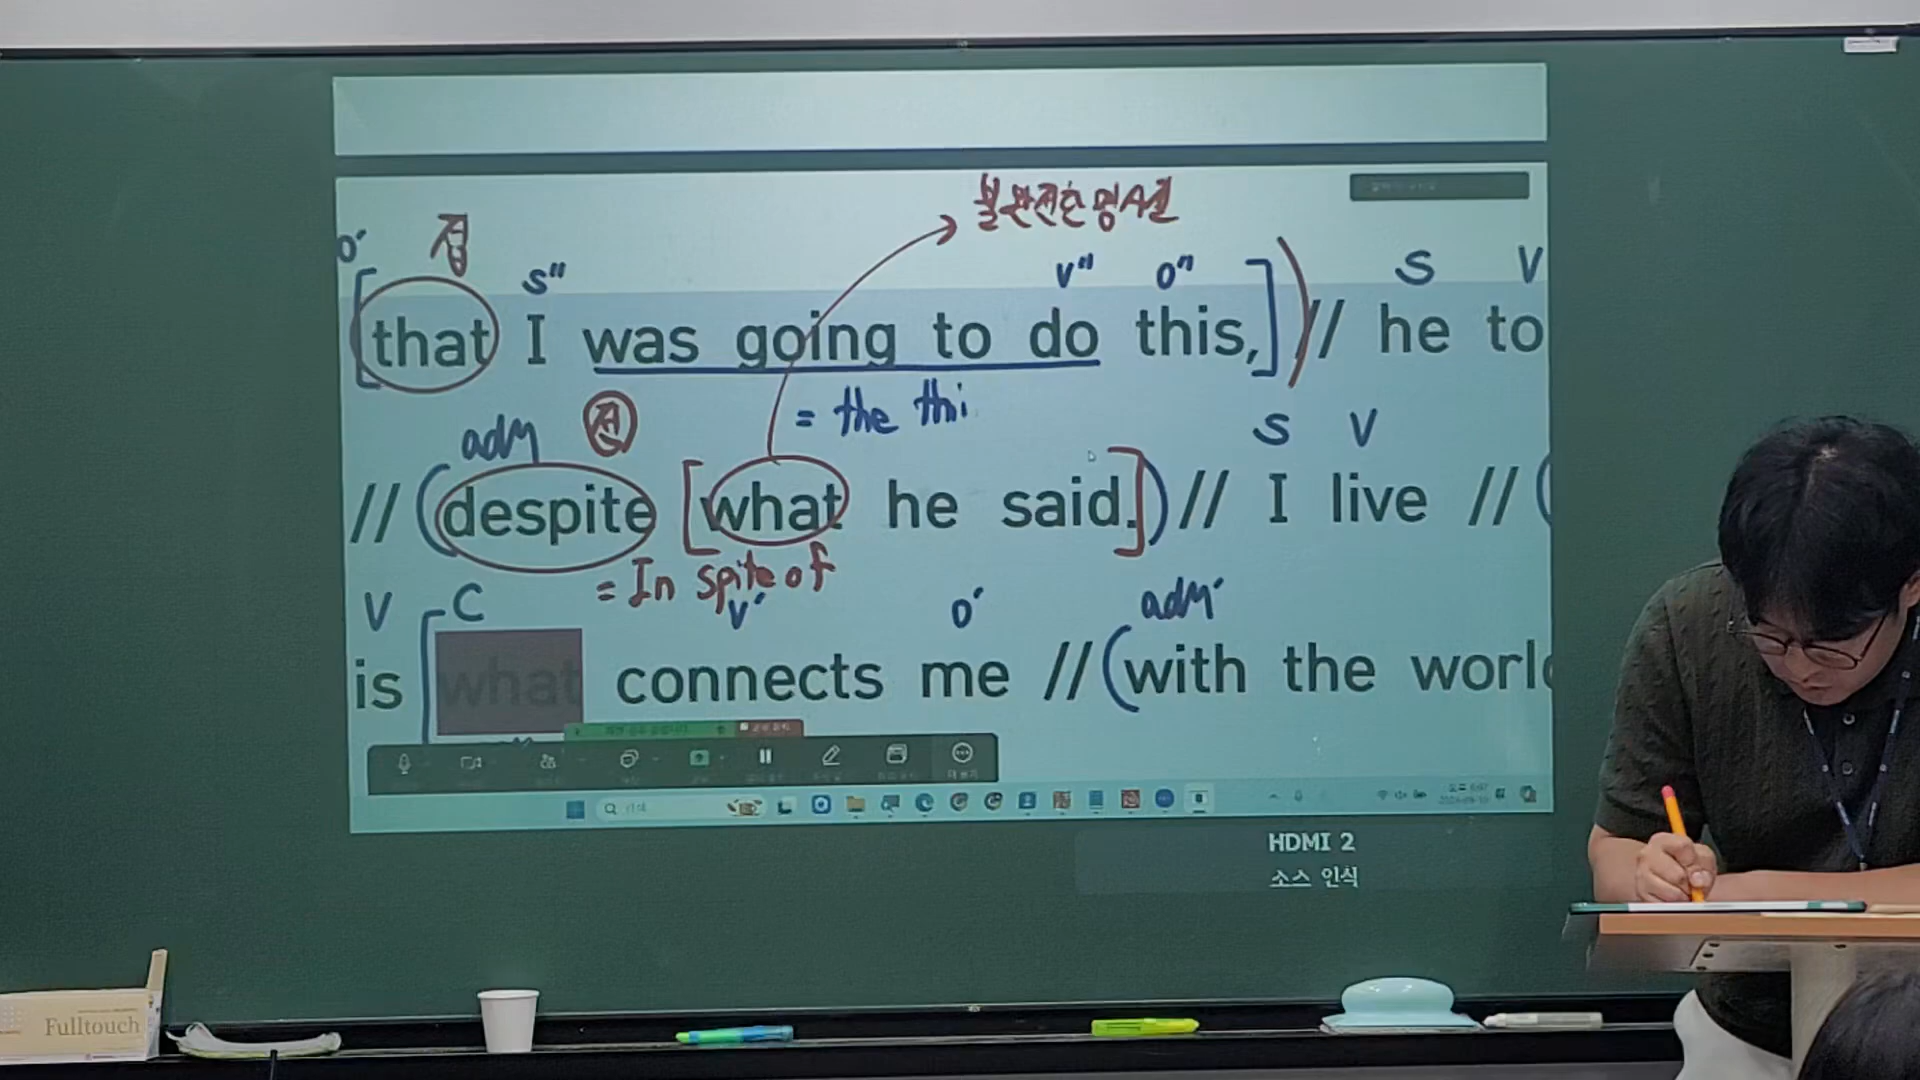 불완전한 명사절
o' 접 s" v" o" S V
[that I was going to do this,]) // he to
= the thi
adv 전 S V
// (despite [what he said.]) // I live // (
= In spite of
V C v' o' adv'
is [what connects me // (with the world
HDMI 2
소스 인식
Fulltouch